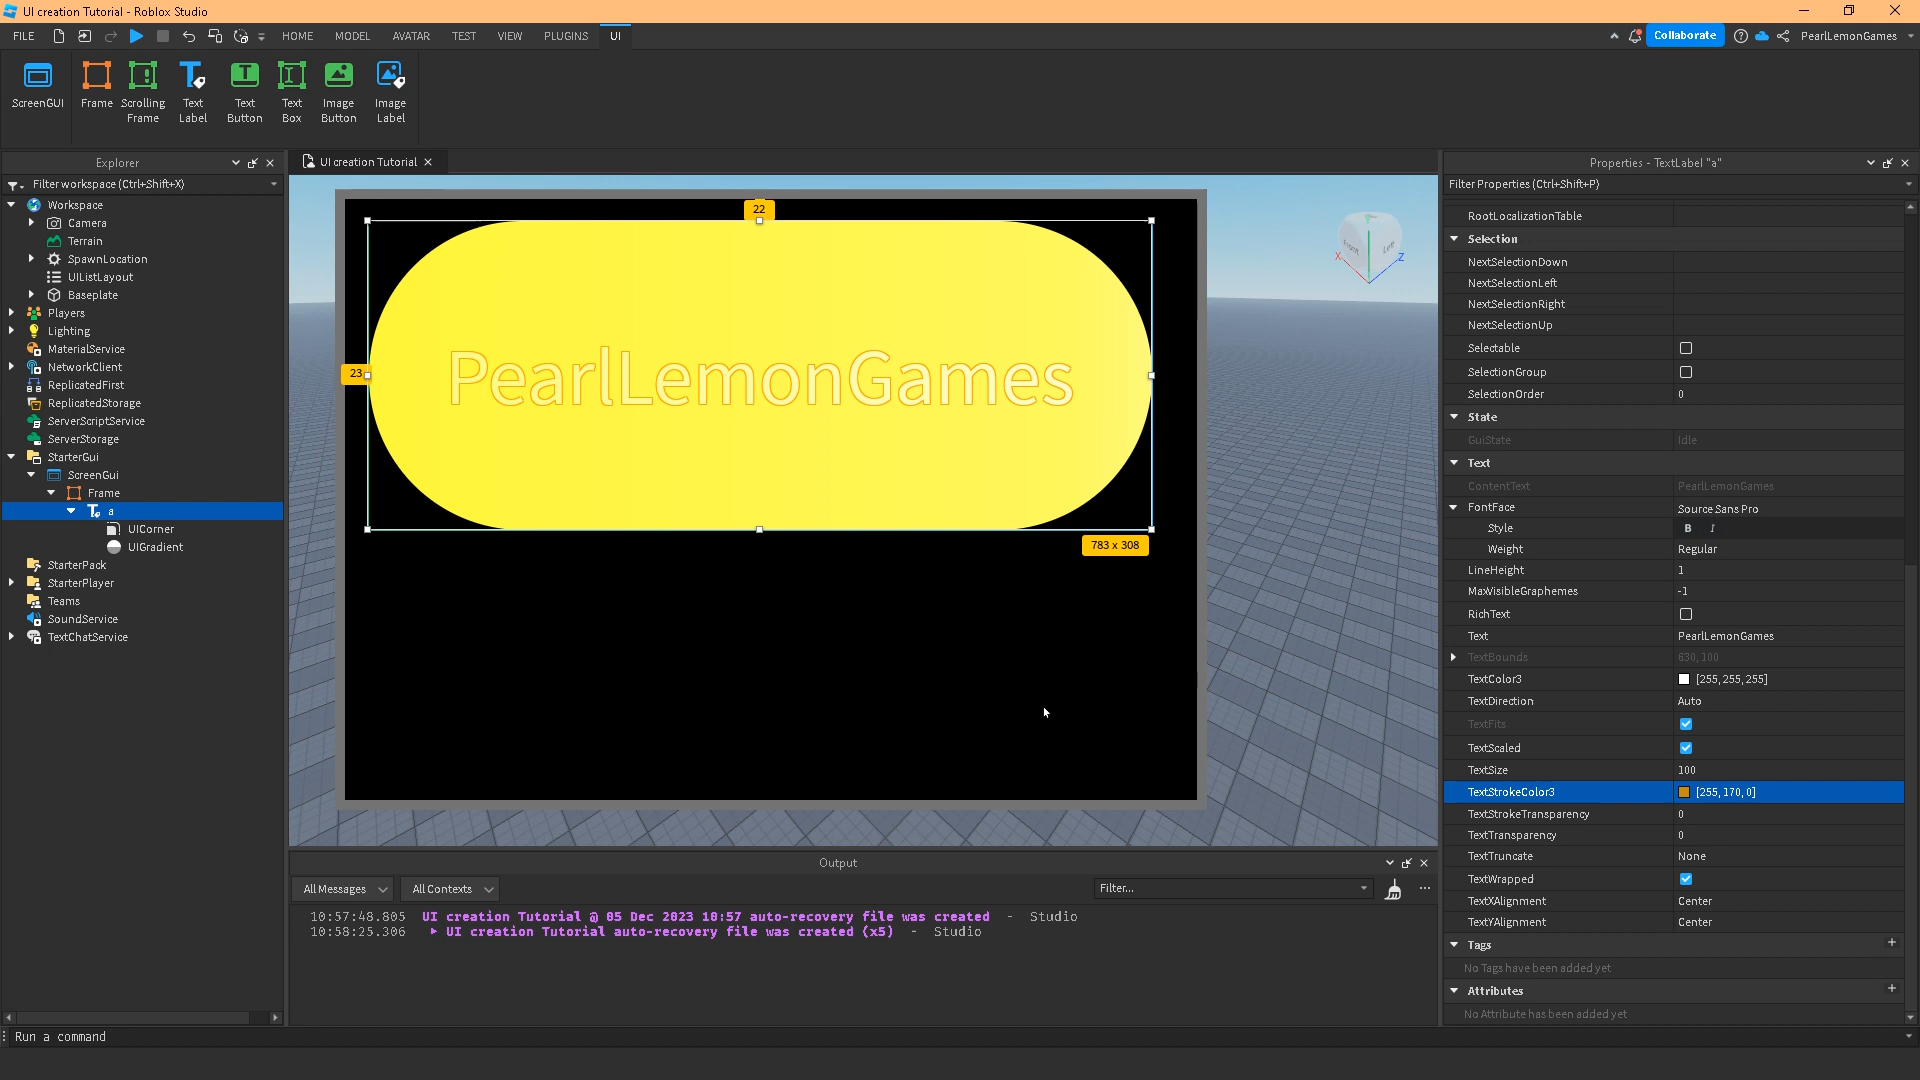 UI creation Tutorial - Roblox Studio
FILE HOME MODEL AVATAR TEST VIEW PLUGINS UI Collaborate PearlLemonGames
ScreenGUI Frame Scrolling Frame Text Label Text Button Text Box Image Button Image Label
Explorer
Filter workspace (Ctrl+Shift+X)
Workspace
Camera
Terrain
SpawnLocation
UIListLayout
Baseplate
Players
Lighting
MaterialService
NetworkClient
ReplicatedFirst
ReplicatedStorage
ServerScriptService
ServerStorage
StarterGui
ScreenGui
Frame
a
UICorner
UIGradient
StarterPack
StarterPlayer
Teams
SoundService
TextChatService
UI creation Tutorial
22
23
PearlLemonGames
783 x 308
Front
Left
X
Z
Output
All Messages All Contexts Filter...
10:57:48.805 UI creation Tutorial @ 05 Dec 2023 10:57 auto-recovery file was created - Studio
10:58:25.306 UI creation Tutorial auto-recovery file was created (x5) - Studio
Properties - TextLabel "a"
Filter Properties (Ctrl+Shift+P)
RootLocalizationTable
Selection
NextSelectionDown
NextSelectionLeft
NextSelectionRight
NextSelectionUp
Selectable
SelectionGroup
SelectionOrder 0
State
GuiState Idle
Text
ContentText PearlLemonGames
FontFace Source Sans Pro
Style B I
Weight Regular
LineHeight 1
MaxVisibleGraphemes -1
RichText
Text PearlLemonGames
TextBounds 630, 100
TextColor3 [255, 255, 255]
TextDirection Auto
TextFits
TextScaled
TextSize 100
TextStrokeColor3 [255, 170, 0]
TextStrokeTransparency 0
TextTransparency 0
TextTruncate None
TextWrapped
TextXAlignment Center
TextYAlignment Center
Tags
No Tags have been added yet
Attributes
No Attribute has been added yet
Run a command